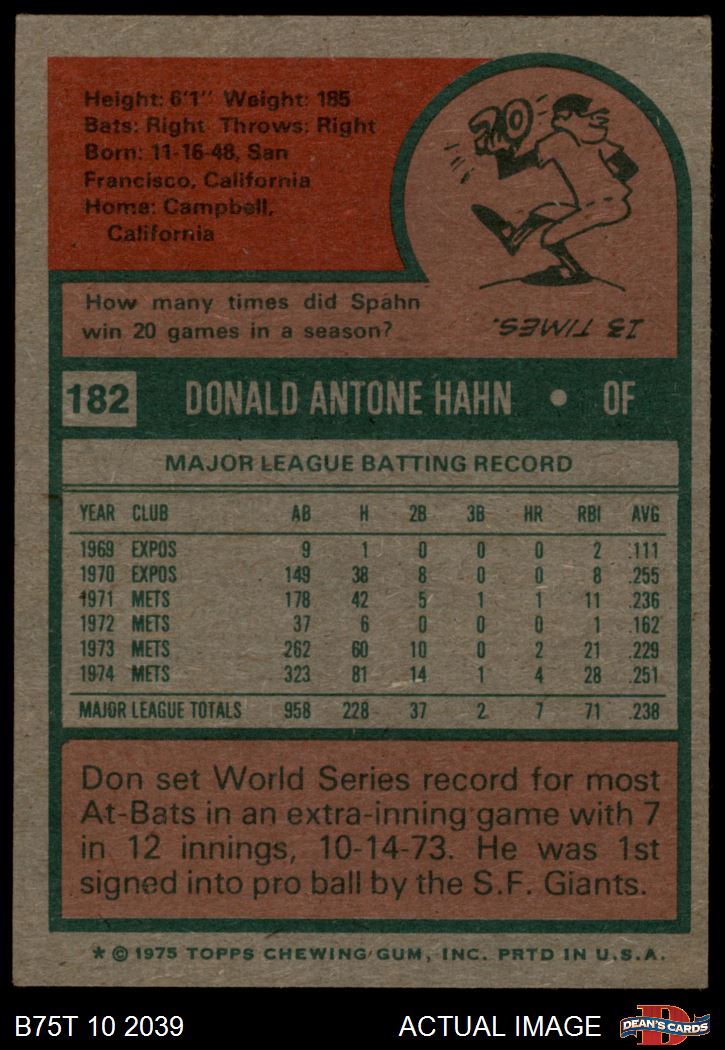 Height: 6'1" Weight: 185
Bats: Right Throws: Right
Born: 11-16-48, San
Francisco, California
Home: Campbell,
California
20
How many times did Spahn
win 20 games in a season?
13 TIMES.
182 DONALD ANTONE HAHN • OF
MAJOR LEAGUE BATTING RECORD
YEAR CLUB AB H 2B 3B HR RBI AVG
1969 EXPOS 9 1 0 0 0 2 .111
1970 EXPOS 149 38 8 0 0 8 .255
1971 METS 178 42 5 1 1 11 .236
1972 METS 37 6 0 0 0 1 .162
1973 METS 262 60 10 0 2 21 .229
1974 METS 323 81 14 1 4 28 .251
MAJOR LEAGUE TOTALS 958 228 37 2 7 71 .238
Don set World Series record for most
At-Bats in an extra-inning game with 7
in 12 innings, 10-14-73. He was 1st
signed into pro ball by the S.F. Giants.
* © 1975 TOPPS CHEWING GUM, INC. PRTD IN U.S.A.
B75T 10 2039 ACTUAL IMAGE D DEAN'S CARDS